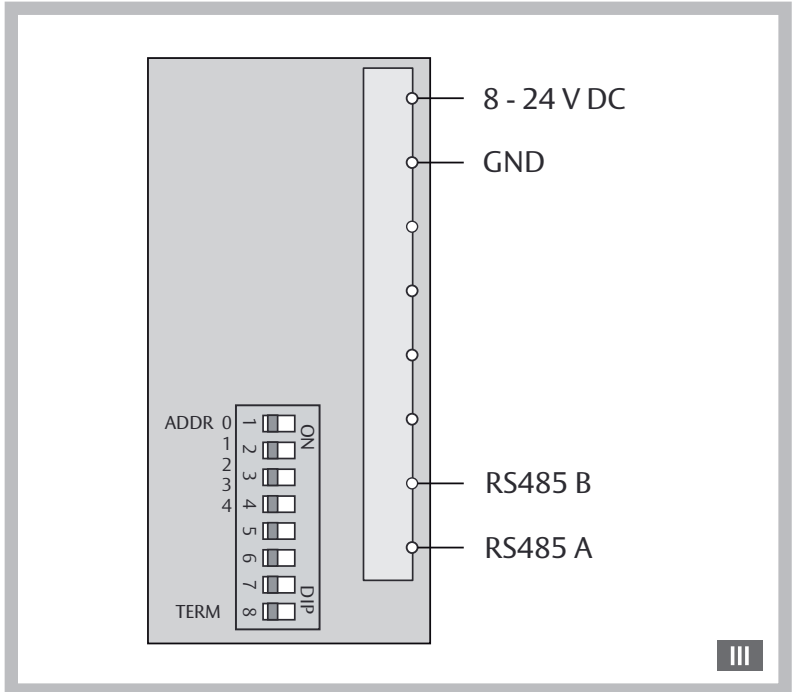 8 - 24 V DC
GND
RS485 B
RS485 A
ADDR 0
1
2
3
4
1
2
3
4
5
6
7
8
ON
DIP
TERM
III